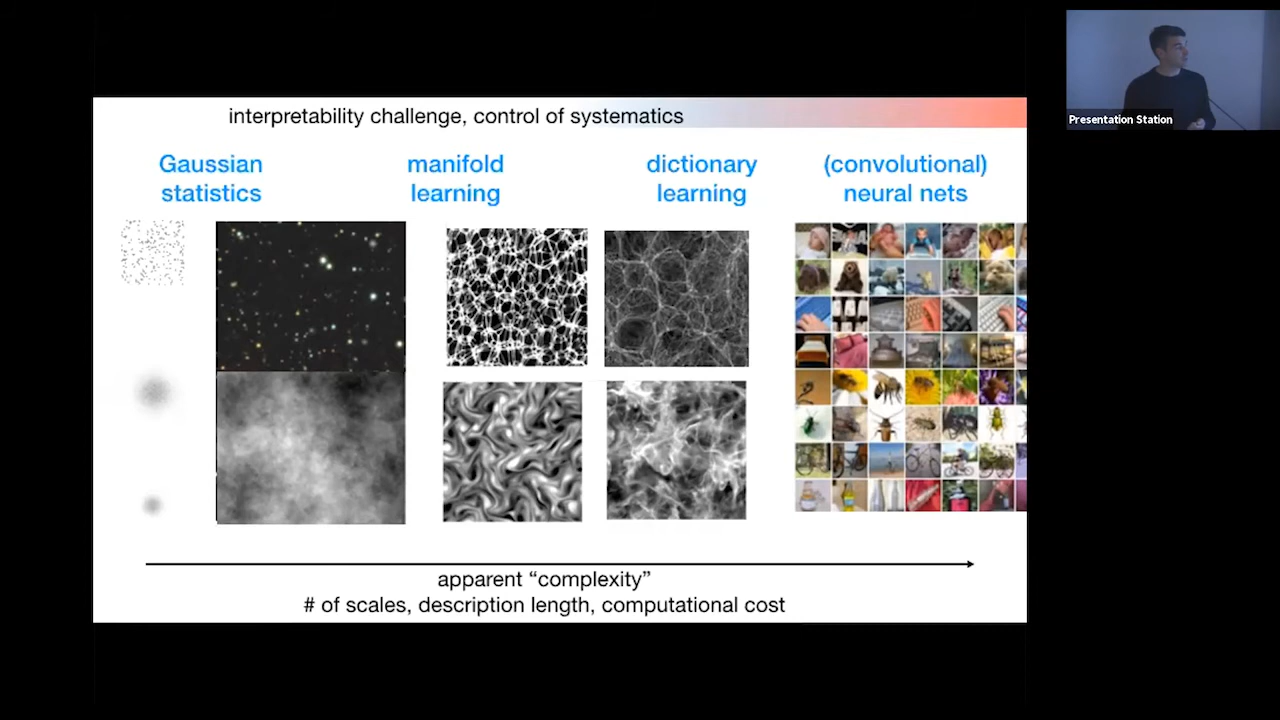 interpretability challenge, control of systematics
Gaussian
statistics
manifold
learning
dictionary
learning
(convolutional)
neural nets
apparent “complexity”
# of scales, description length, computational cost
Presentation Station